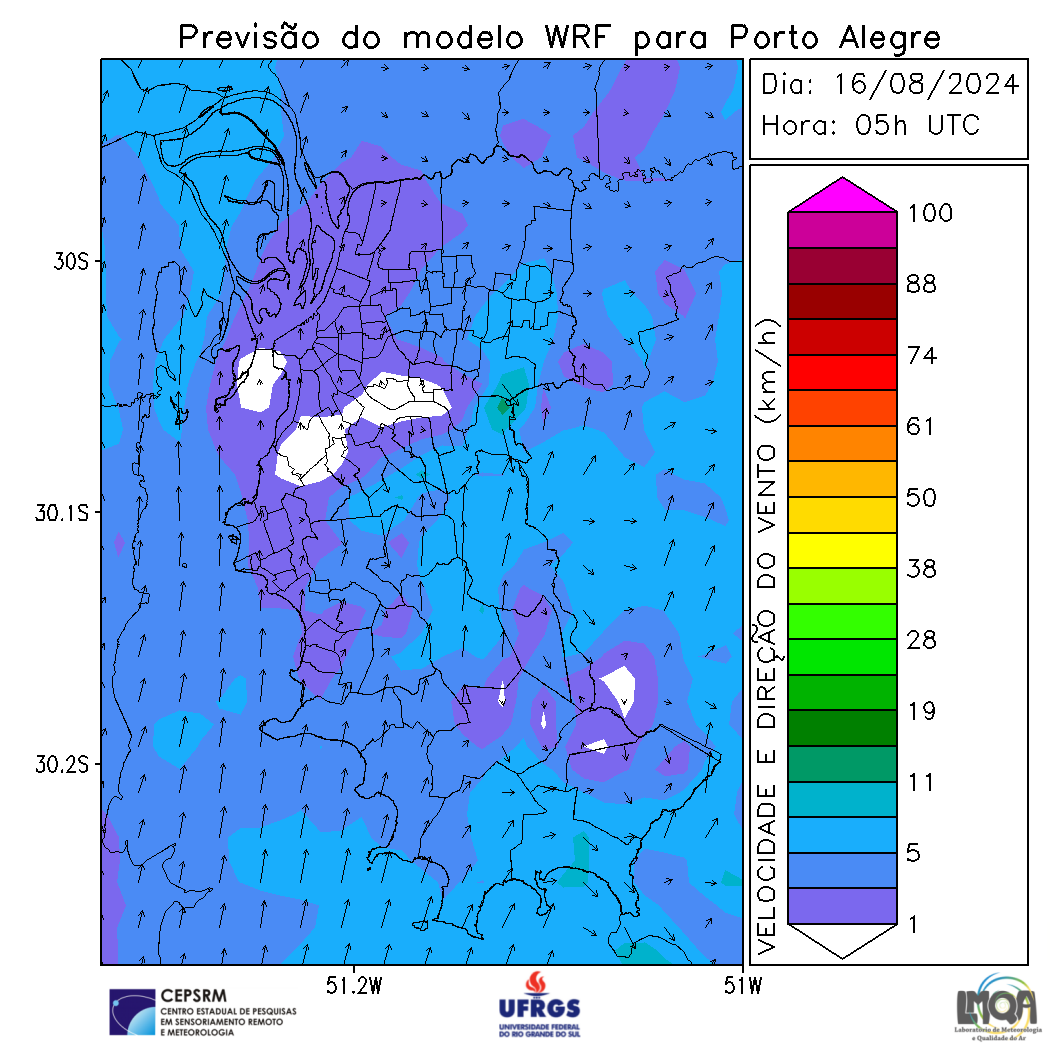 Previsão do modelo WRF para Porto Alegre
Dia: 16/08/2024
Hora: 05h UTC
30S
30.1S
30.2S
51.2W
51W
VELOCIDADE E DIREÇÃO DO VENTO (km/h)
100
88
74
61
50
38
28
19
11
5
1
CEPSRM
CENTRO ESTADUAL DE PESQUISAS
EM SENSORIAMENTO REMOTO
E METEOROLOGIA
UFRGS
UNIVERSIDADE FEDERAL
DO RIO GRANDE DO SUL
LMQA
Laboratório de Meteorologia
e Qualidade do Ar